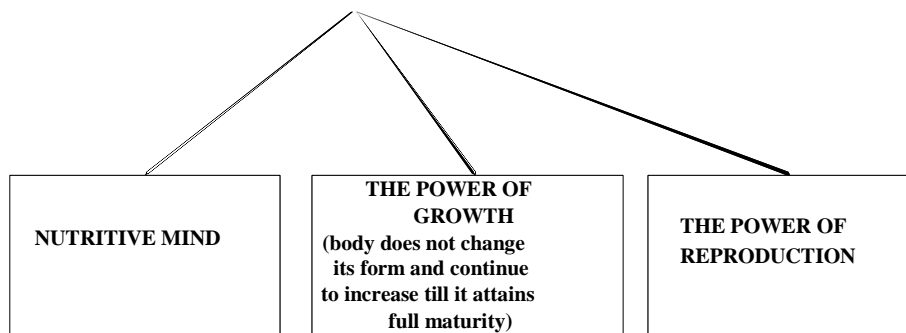 NUTRITIVE MIND
THE POWER OF
GROWTH
(body does not change
its form and continue
to increase till it attains
full maturity)
THE POWER OF
REPRODUCTION